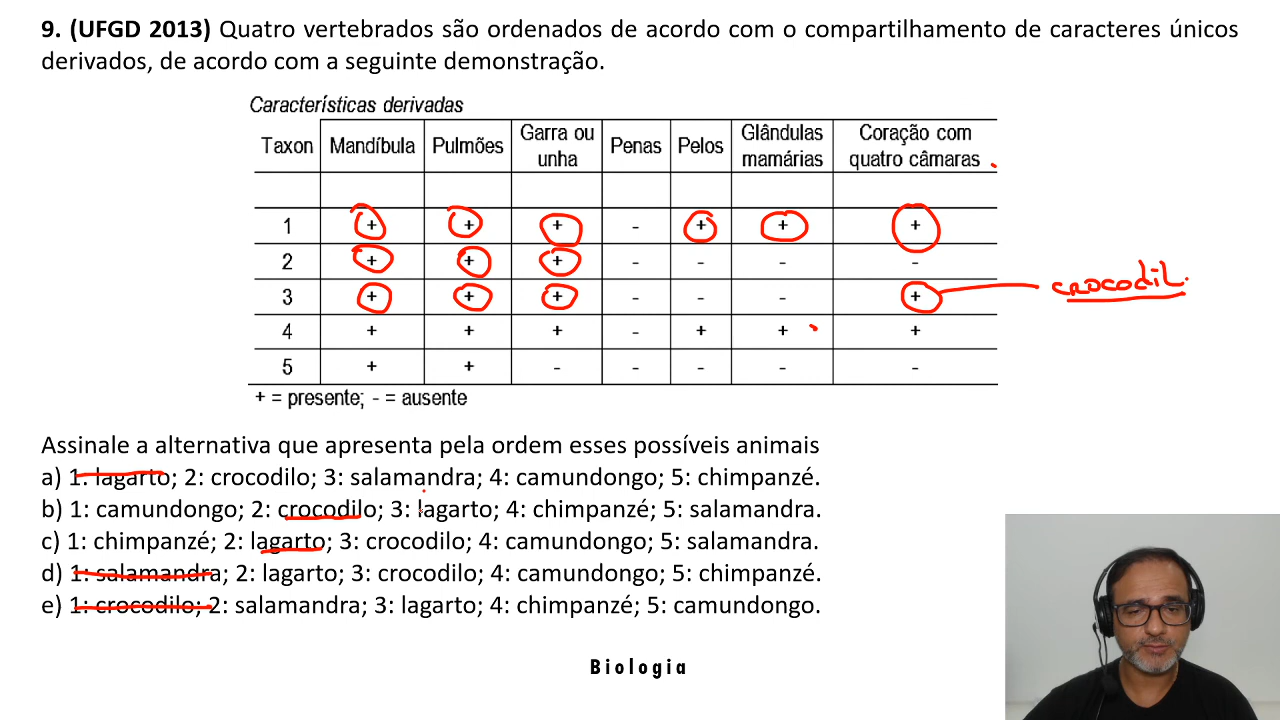 9. (UFGD 2013) Quatro vertebrados são ordenados de acordo com o compartilhamento de caracteres únicos
derivados, de acordo com a seguinte demonstração.
Características derivadas
Taxon Mandíbula Pulmões Garra ou unha Penas Pelos Glândulas mamárias Coração com quatro câmaras
1 + + + - + + +
2 + + + - - - -
3 + + + - - - + crocodil.
4 + + + - + + +
5 + + - - - - -
+ = presente; - = ausente
Assinale a alternativa que apresenta pela ordem esses possíveis animais
a) 1: lagarto; 2: crocodilo; 3: salamandra; 4: camundongo; 5: chimpanzé.
b) 1: camundongo; 2: crocodilo; 3: lagarto; 4: chimpanzé; 5: salamandra.
c) 1: chimpanzé; 2: lagarto; 3: crocodilo; 4: camundongo; 5: salamandra.
d) 1: salamandra; 2: lagarto; 3: crocodilo; 4: camundongo; 5: chimpanzé.
e) 1: crocodilo; 2: salamandra; 3: lagarto; 4: chimpanzé; 5: camundongo.
Biologia